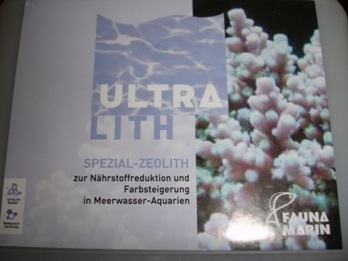 ULTRA
LITH
SPEZIAL-ZEOLITH
zur Nährstoffreduktion und
Farbsteigerung
in Meerwasser-Aquarien
FAUNA
MARIN